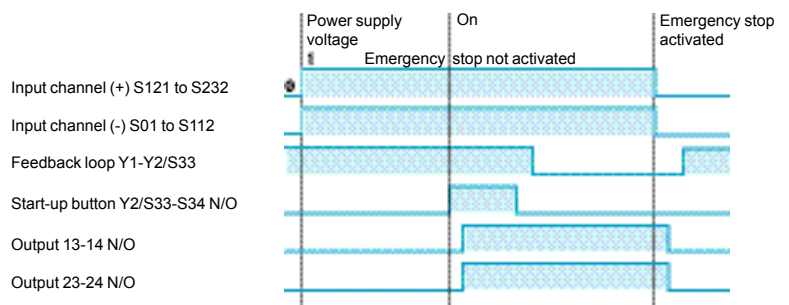 Power supply voltage
On
Emergency stop activated
1
Emergency stop not activated
0
Input channel (+) S121 to S232
Input channel (-) S01 to S112
Feedback loop Y1-Y2/S33
Start-up button Y2/S33-S34 N/O
Output 13-14 N/O
Output 23-24 N/O